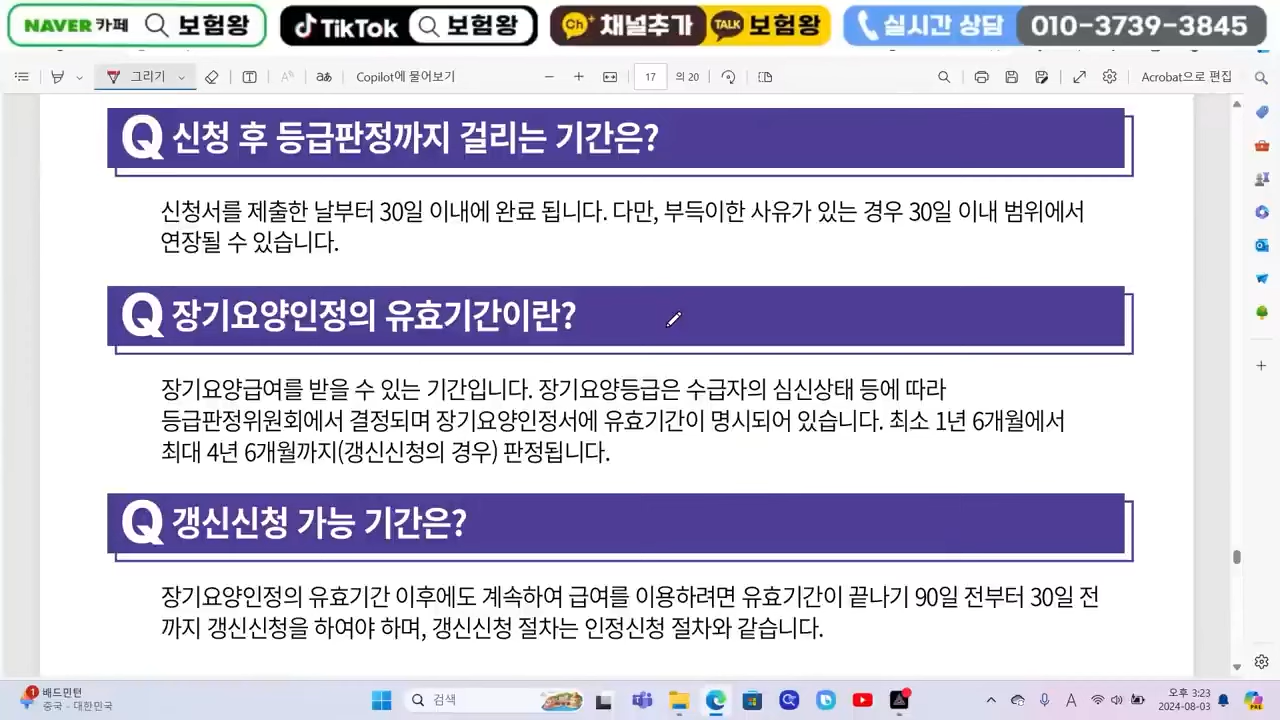 NAVER 카페 보험왕 TikTok 보험왕 Ch+ 채널추가 TALK 보험왕 실시간 상담 010-3739-3845
그리기 Copilot에 물어보기 17 의 20 Acrobat으로 편집
Q 신청 후 등급판정까지 걸리는 기간은?
신청서를 제출한 날부터 30일 이내에 완료 됩니다. 다만, 부득이한 사유가 있는 경우 30일 이내 범위에서
연장될 수 있습니다.
Q 장기요양인정의 유효기간이란?
장기요양급여를 받을 수 있는 기간입니다. 장기요양등급은 수급자의 심신상태 등에 따라
등급판정위원회에서 결정되며 장기요양인정서에 유효기간이 명시되어 있습니다. 최소 1년 6개월에서
최대 4년 6개월까지(갱신신청의 경우) 판정됩니다.
Q 갱신신청 가능 기간은?
장기요양인정의 유효기간 이후에도 계속하여 급여를 이용하려면 유효기간이 끝나기 90일 전부터 30일 전
까지 갱신신청을 하여야 하며, 갱신신청 절차는 인정신청 절차와 같습니다.
1 배드민턴 검색 A 오후 3:23
중국 - 대한민국 2024-08-03